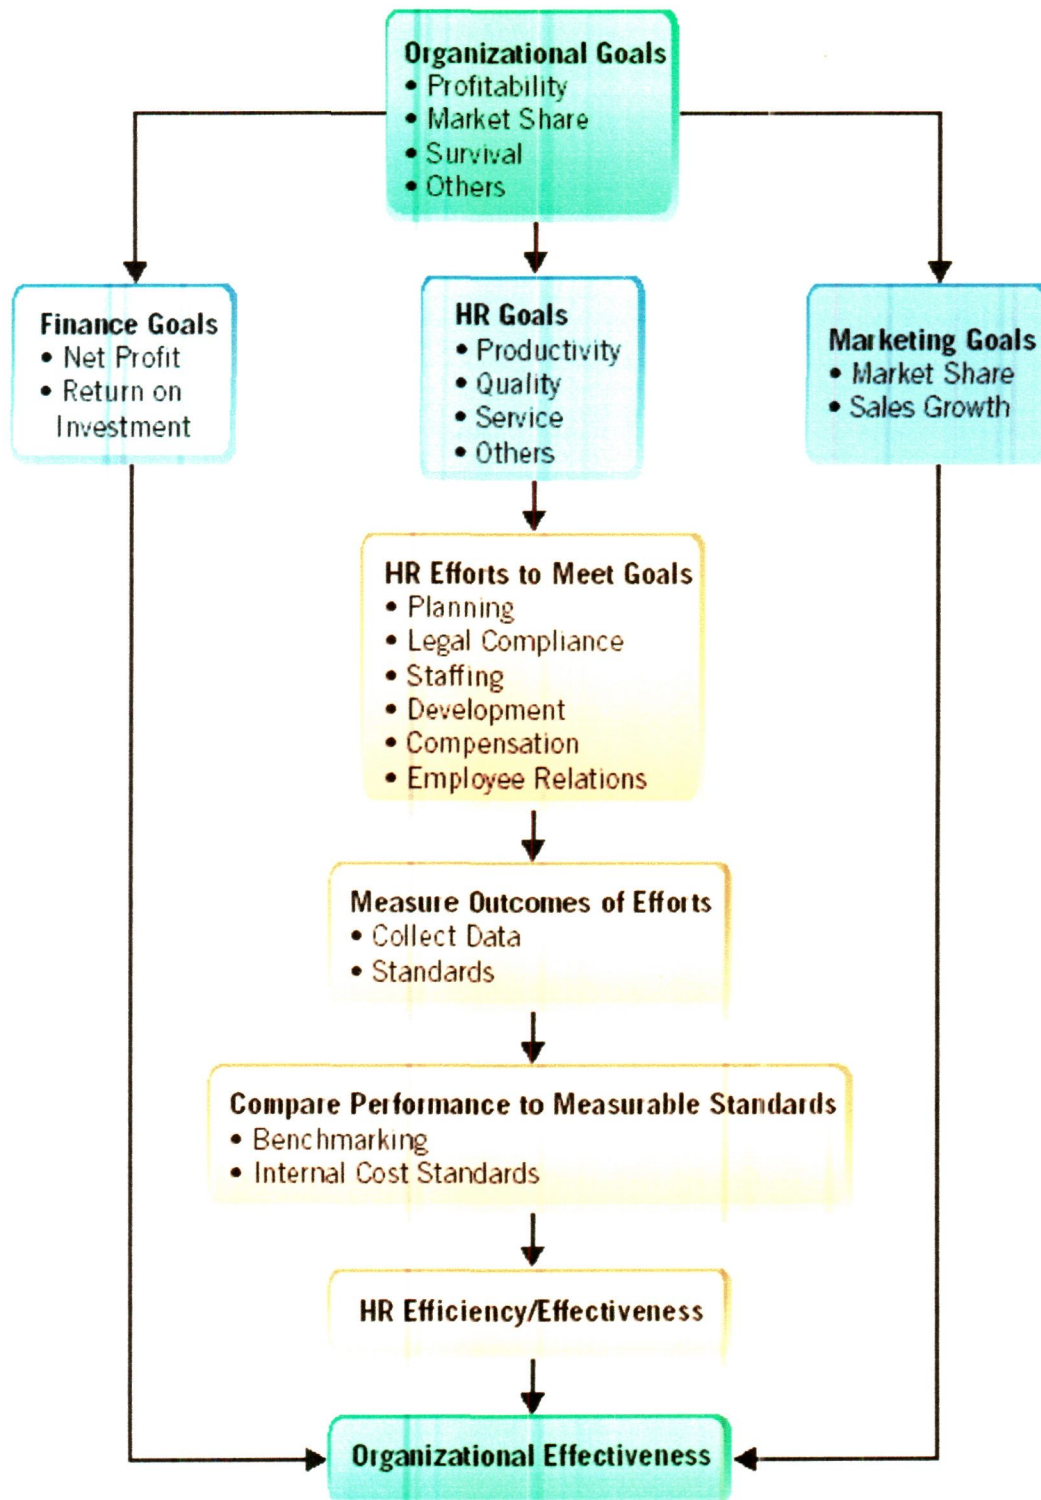 Organizational Goals
• Profitability
• Market Share
• Survival
• Others
Finance Goals
• Net Profit
• Return on
Investment
HR Goals
• Productivity
• Quality
• Service
• Others
Marketing Goals
• Market Share
• Sales Growth
HR Efforts to Meet Goals
• Planning
• Legal Compliance
• Staffing
• Development
• Compensation
• Employee Relations
Measure Outcomes of Efforts
• Collect Data
• Standards
Compare Performance to Measurable Standards
• Benchmarking
• Internal Cost Standards
HR Efficiency/Effectiveness
Organizational Effectiveness